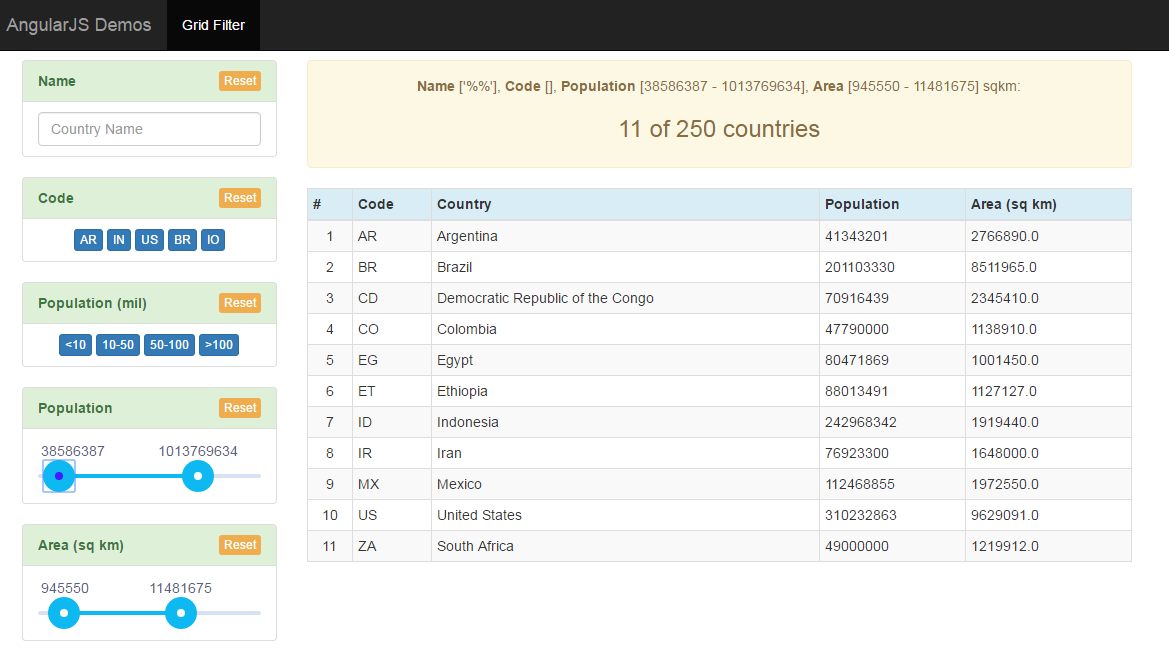 AngularJS Demos Grid Filter
Name Reset
Country Name
Code Reset
AR IN US BR IO
Population (mil) Reset
<10 10-50 50-100 >100
Population Reset
38586387 1013769634
Area (sq km) Reset
945550 11481675
Name ['%%'], Code [], Population [38586387 - 1013769634], Area [945550 - 11481675] sqkm:
11 of 250 countries
# Code Country Population Area (sq km)
1 AR Argentina 41343201 2766890.0
2 BR Brazil 201103330 8511965.0
3 CD Democratic Republic of the Congo 70916439 2345410.0
4 CO Colombia 47790000 1138910.0
5 EG Egypt 80471869 1001450.0
6 ET Ethiopia 88013491 1127127.0
7 ID Indonesia 242968342 1919440.0
8 IR Iran 76923300 1648000.0
9 MX Mexico 112468855 1972550.0
10 US United States 310232863 9629091.0
11 ZA South Africa 49000000 1219912.0